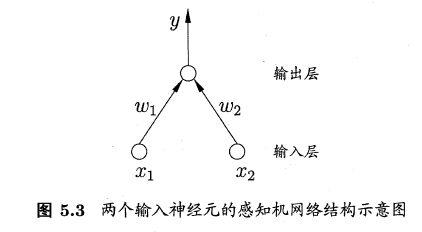 y
输出层
w₁ w₂
输入层
x₁ x₂
图 5.3 两个输入神经元的感知机网络结构示意图